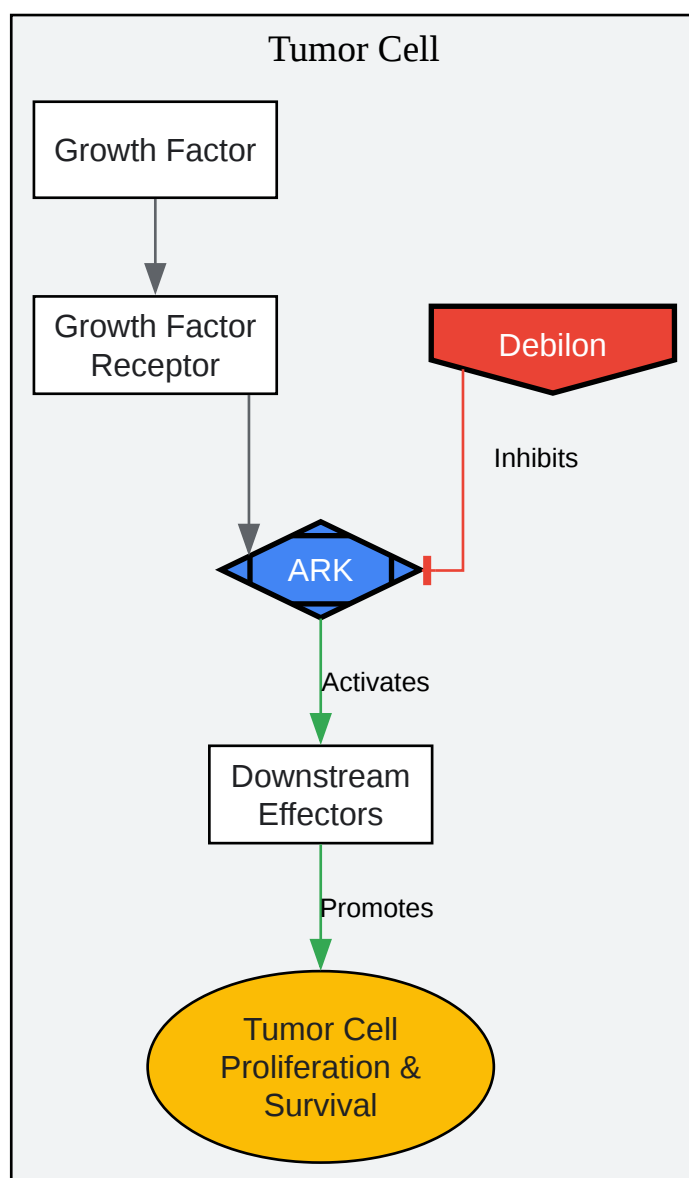 Tumor Cell
Growth Factor
Growth Factor
Receptor
Debilon
Inhibits
ARK
Activates
Downstream
Effectors
Promotes
Tumor Cell
Proliferation &
Survival